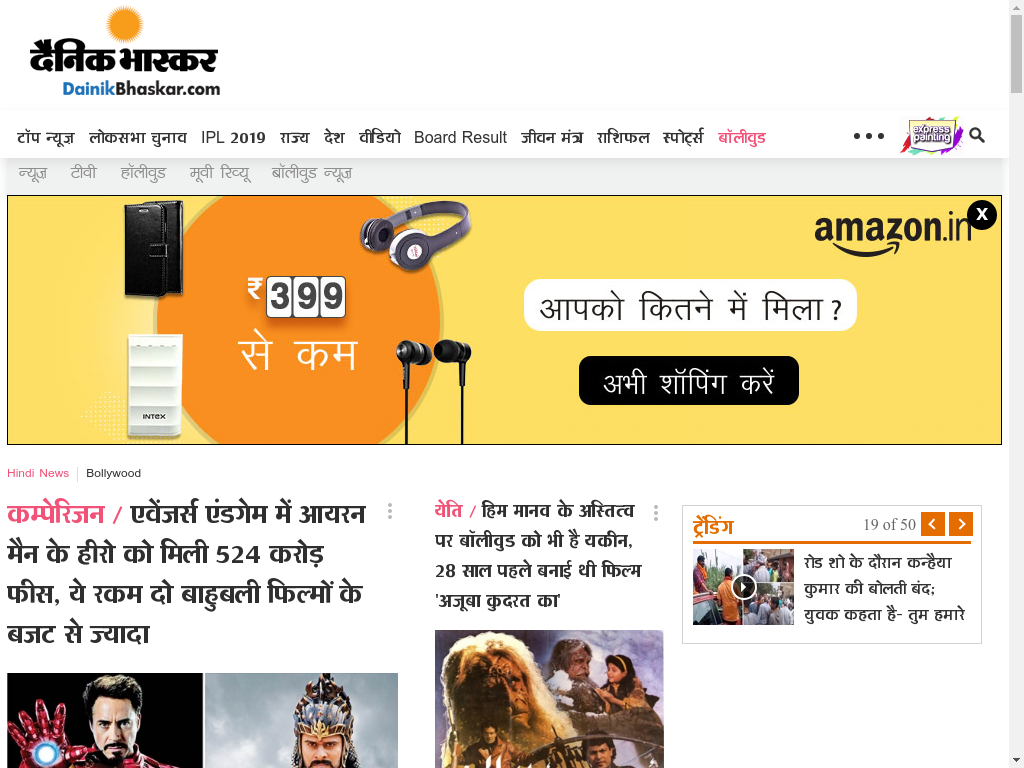 दैनिक भास्कर
DainikBhaskar.com
टॉप न्यूज़ लोकसभा चुनाव IPL 2019 राज्य देश वीडियो Board Result जीवन मंत्र राशिफल स्पोर्ट्स बॉलीवुड
express painting
न्यूज़ टीवी हॉलीवुड मूवी रिव्यू बॉलीवुड न्यूज़
amazon.in
X
₹399
से कम
आपको कितने में मिला?
अभी शॉपिंग करें
INTEX
Hindi News Bollywood
कम्पेरिजन / एवेंजर्स एंडगेम में आयरन
मैन के हीरो को मिली 524 करोड़
फीस, ये रकम दो बाहुबली फिल्मों के
बजट से ज्यादा
येति / हिम मानव के अस्तित्व
पर बॉलीवुड को भी है यकीन,
28 साल पहले बनाई थी फिल्म
'अजूबा कुदरत का'
ट्रेंडिंग 19 of 50
रोड शो के दौरान कन्हैया
कुमार की बोलती बंद;
युवक कहता है- तुम हमारे